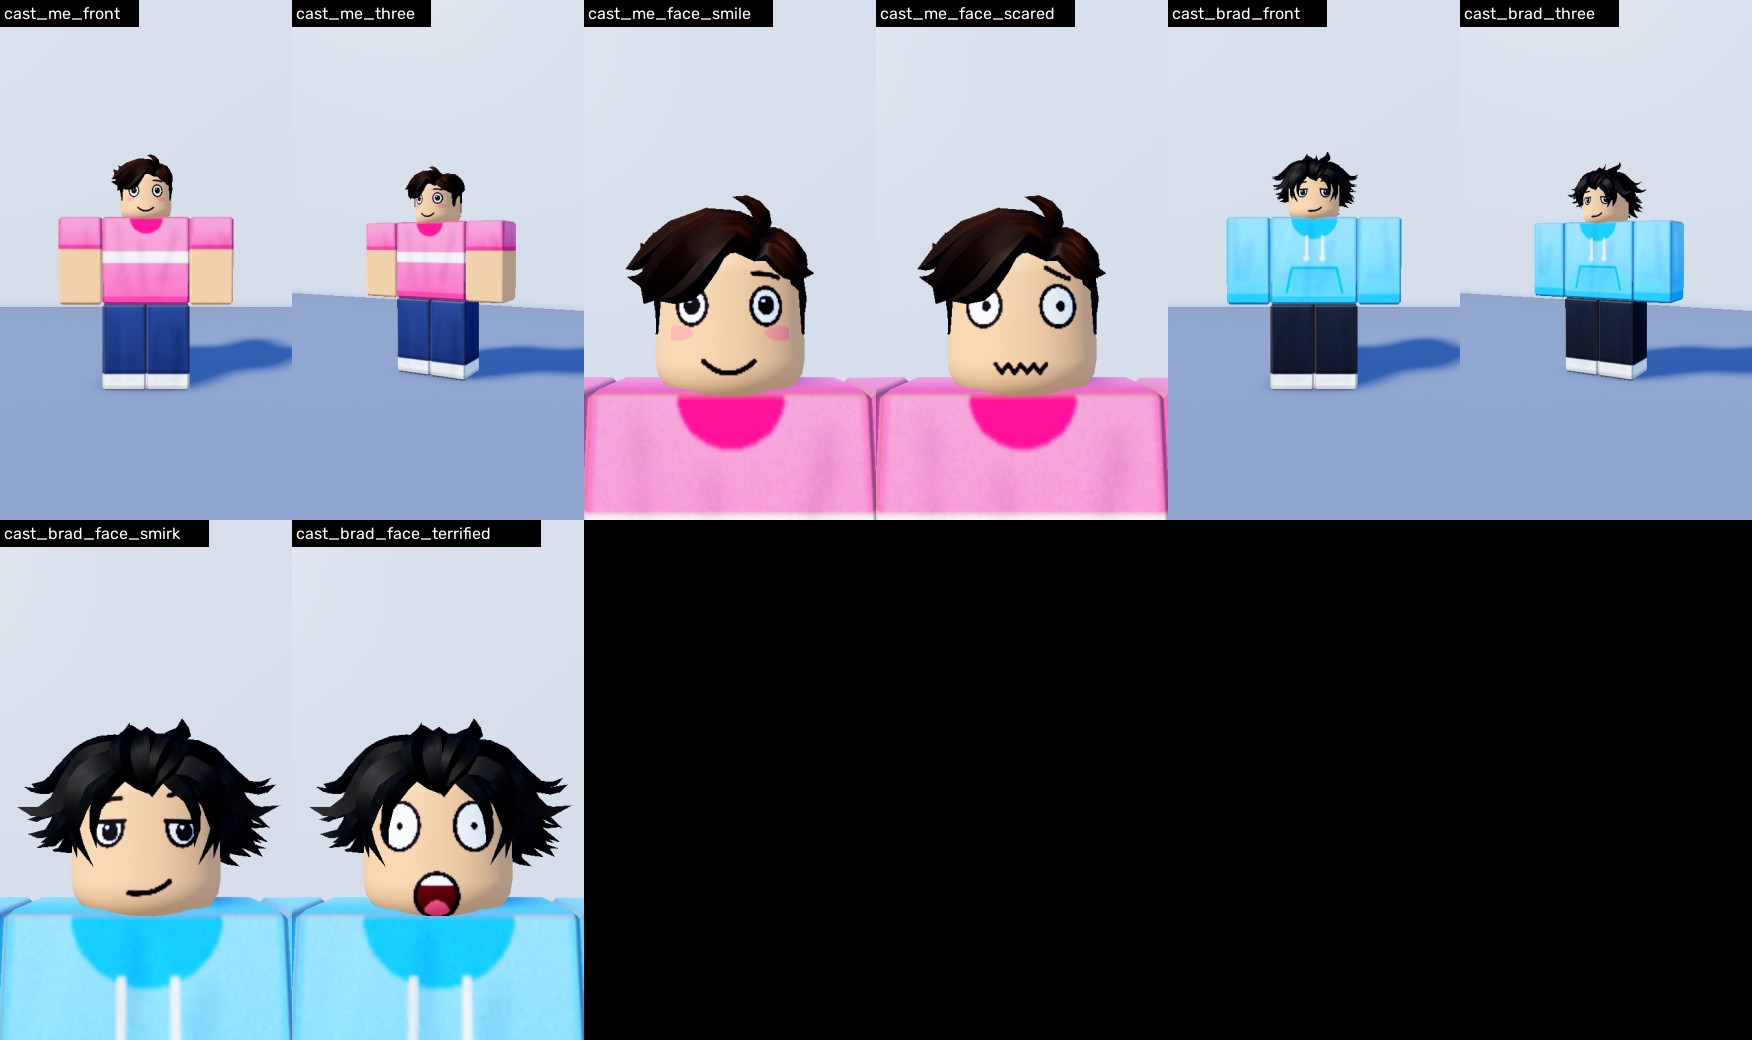 cast_me_front
cast_me_three
cast_me_face_smile
cast_me_face_scared
cast_brad_front
cast_brad_three
cast_brad_face_smirk
cast_brad_face_terrified